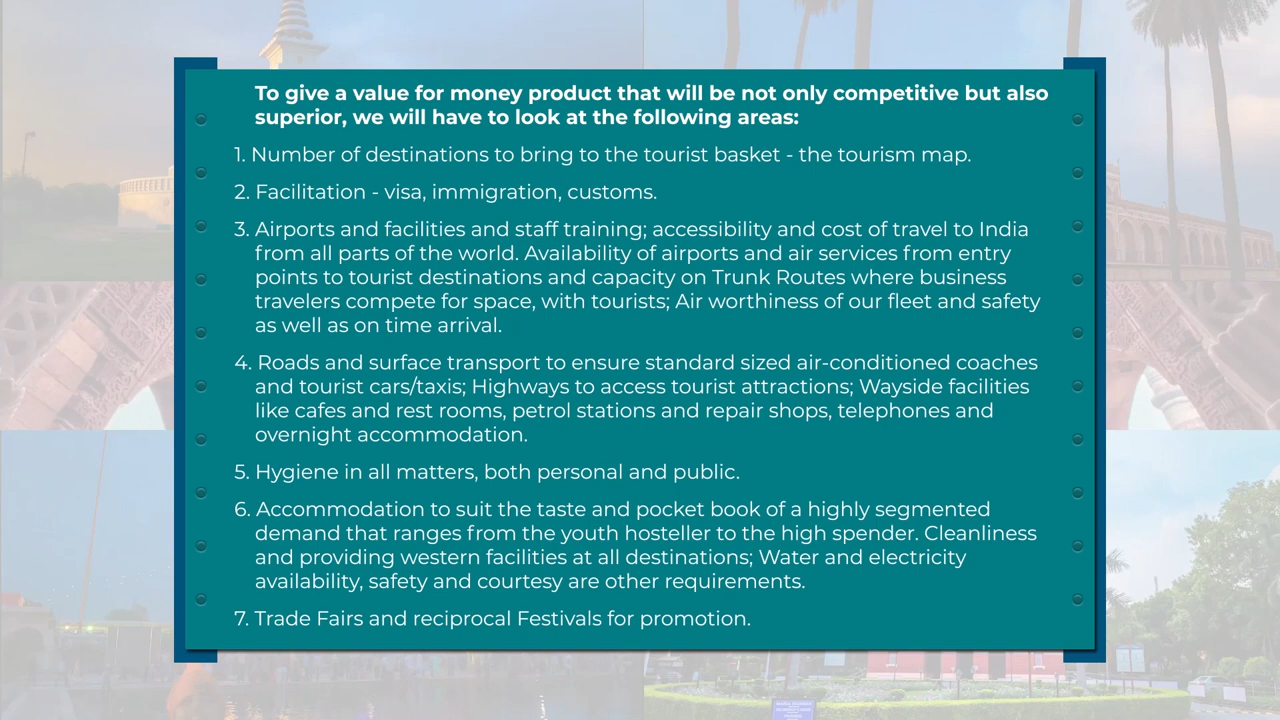 To give a value for money product that will be not only competitive but also
superior, we will have to look at the following areas:
1. Number of destinations to bring to the tourist basket - the tourism map.
2. Facilitation - visa, immigration, customs.
3. Airports and facilities and staff training; accessibility and cost of travel to India
from all parts of the world. Availability of airports and air services from entry
points to tourist destinations and capacity on Trunk Routes where business
travelers compete for space, with tourists; Air worthiness of our fleet and safety
as well as on time arrival.
4. Roads and surface transport to ensure standard sized air-conditioned coaches
and tourist cars/taxis; Highways to access tourist attractions; Wayside facilities
like cafes and rest rooms, petrol stations and repair shops, telephones and
overnight accommodation.
5. Hygiene in all matters, both personal and public.
6. Accommodation to suit the taste and pocket book of a highly segmented
demand that ranges from the youth hosteller to the high spender. Cleanliness
and providing western facilities at all destinations; Water and electricity
availability, safety and courtesy are other requirements.
7. Trade Fairs and reciprocal Festivals for promotion.